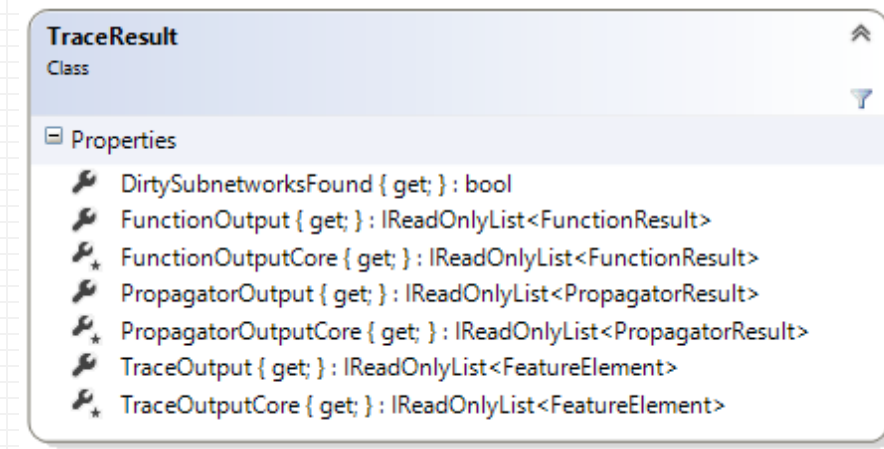 TraceResult
Class
Properties
DirtySubnetworksFound { get; } : bool
FunctionOutput { get; } : IReadOnlyList<FunctionResult>
FunctionOutputCore { get; } : IReadOnlyList<FunctionResult>
PropagatorOutput { get; } : IReadOnlyList<PropagatorResult>
PropagatorOutputCore { get; } : IReadOnlyList<PropagatorResult>
TraceOutput { get; } : IReadOnlyList<FeatureElement>
TraceOutputCore { get; } : IReadOnlyList<FeatureElement>